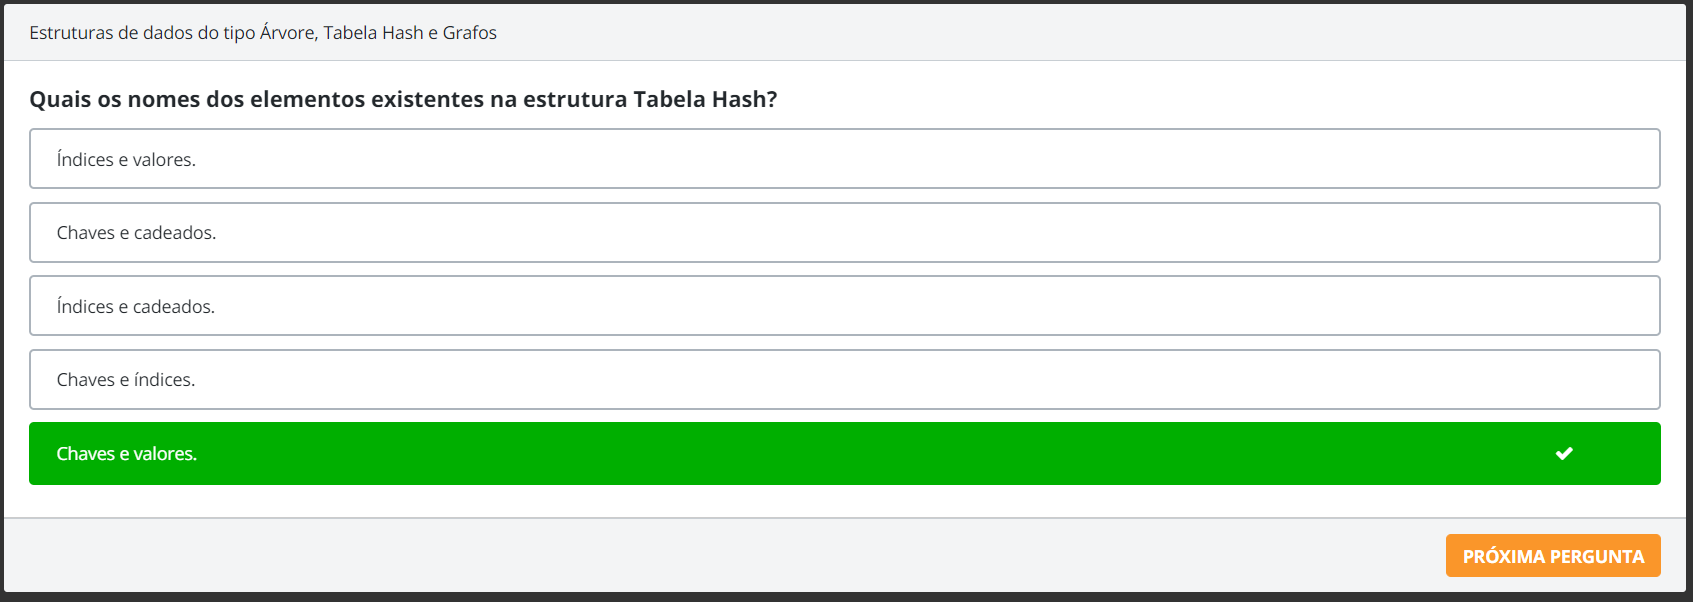 Estruturas de dados do tipo Árvore, Tabela Hash e Grafos
Quais os nomes dos elementos existentes na estrutura Tabela Hash?
Índices e valores.
Chaves e cadeados.
Índices e cadeados.
Chaves e índices.
Chaves e valores.
PRÓXIMA PERGUNTA